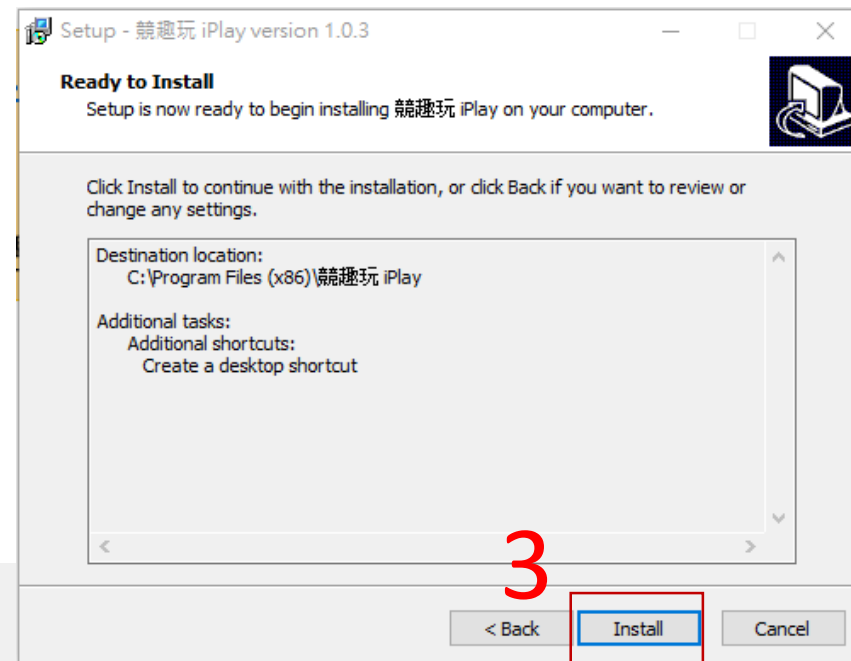 Setup - 競趣玩 iPlay version 1.0.3
Ready to Install
Setup is now ready to begin installing 競趣玩 iPlay on your computer.
Click Install to continue with the installation, or click Back if you want to review or
change any settings.
Destination location:
C:\Program Files (x86)\競趣玩 iPlay
Additional tasks:
Additional shortcuts:
Create a desktop shortcut
3
< Back
Install
Cancel